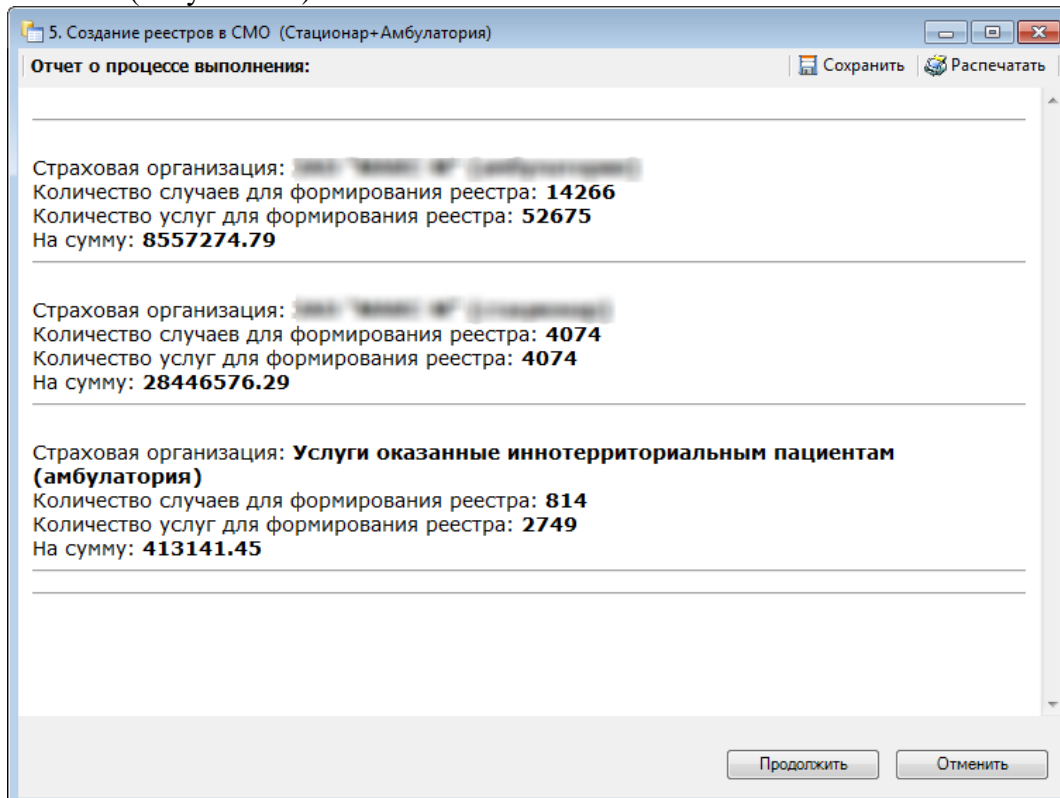 5. Создание реестров в СМО (Стационар+Амбулатория)
Отчет о процессе выполнения:
Сохранить
Распечатать
Страховая организация:
Количество случаев для формирования реестра: 14266
Количество услуг для формирования реестра: 52675
На сумму: 8557274.79
Страховая организация:
Количество случаев для формирования реестра: 4074
Количество услуг для формирования реестра: 4074
На сумму: 28446576.29
Страховая организация: Услуги оказанные иннотерриториальным пациентам
(амбулатория)
Количество случаев для формирования реестра: 814
Количество услуг для формирования реестра: 2749
На сумму: 413141.45
Продолжить
Отменить